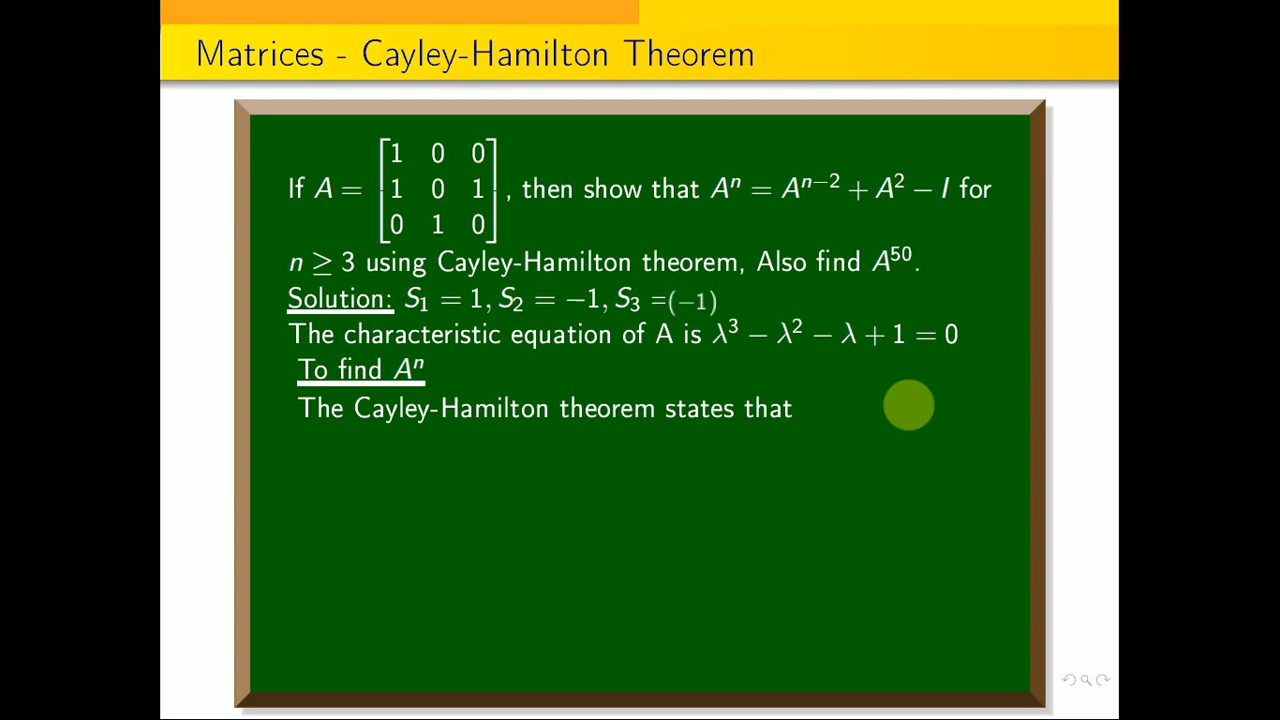 Matrices - Cayley-Hamilton Theorem
If A = [1 0 0
1 0 1
0 1 0], then show that Aⁿ = Aⁿ⁻² + A² − I for
n ≥ 3 using Cayley-Hamilton theorem, Also find A⁵⁰.
Solution: S₁ = 1, S₂ = −1, S₃ =(−1)
The characteristic equation of A is λ³ − λ² − λ + 1 = 0
To find Aⁿ
The Cayley-Hamilton theorem states that